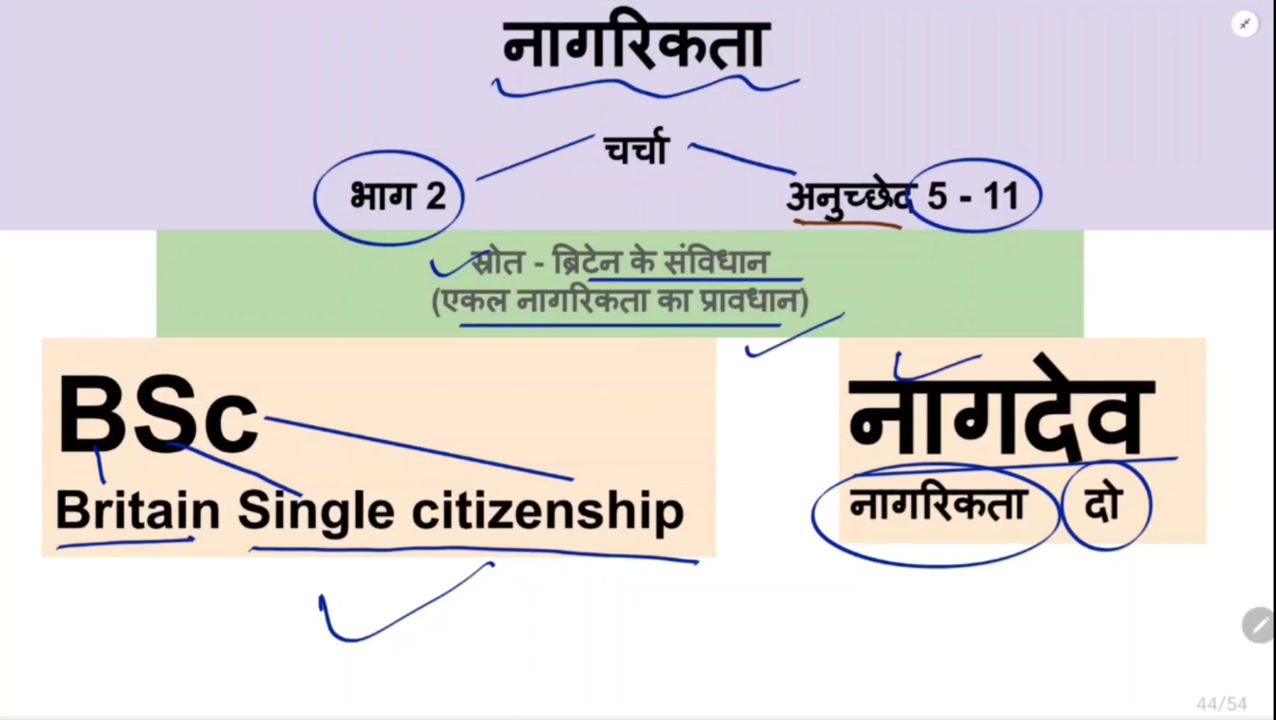 नागरिकता
चर्चा
भाग 2
अनुच्छेद 5 - 11
स्रोत - ब्रिटेन के संविधान
(एकल नागरिकता का प्रावधान)
BSc
Britain Single citizenship
नागदेव
नागरिकता दो
44/54